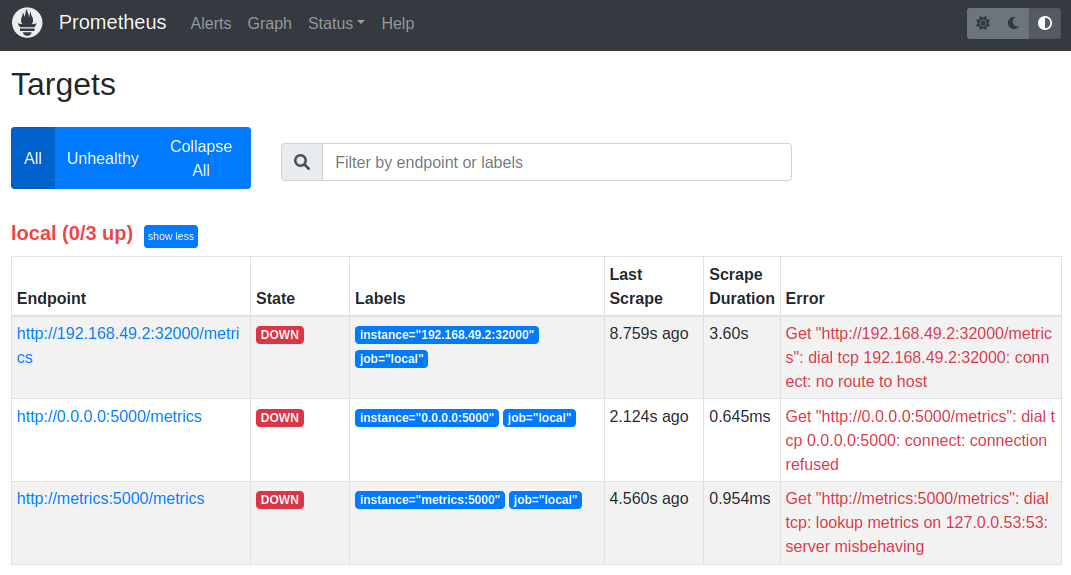 Prometheus Alerts Graph Status Help
Targets
All Unhealthy Collapse All
Filter by endpoint or labels
local (0/3 up) show less
Endpoint State Labels Last Scrape Scrape Duration Error
http://192.168.49.2:32000/metri
cs
DOWN
instance="192.168.49.2:32000"
job="local"
8.759s ago
3.60s
Get "http://192.168.49.2:32000/metric
s": dial tcp 192.168.49.2:32000: conn
ect: no route to host
http://0.0.0.0:5000/metrics
DOWN
instance="0.0.0.0:5000" job="local"
2.124s ago
0.645ms
Get "http://0.0.0.0:5000/metrics": dial t
cp 0.0.0.0:5000: connect: connection
refused
http://metrics:5000/metrics
DOWN
instance="metrics:5000" job="local"
4.560s ago
0.954ms
Get "http://metrics:5000/metrics": dial
tcp: lookup metrics on 127.0.0.53:53:
server misbehaving